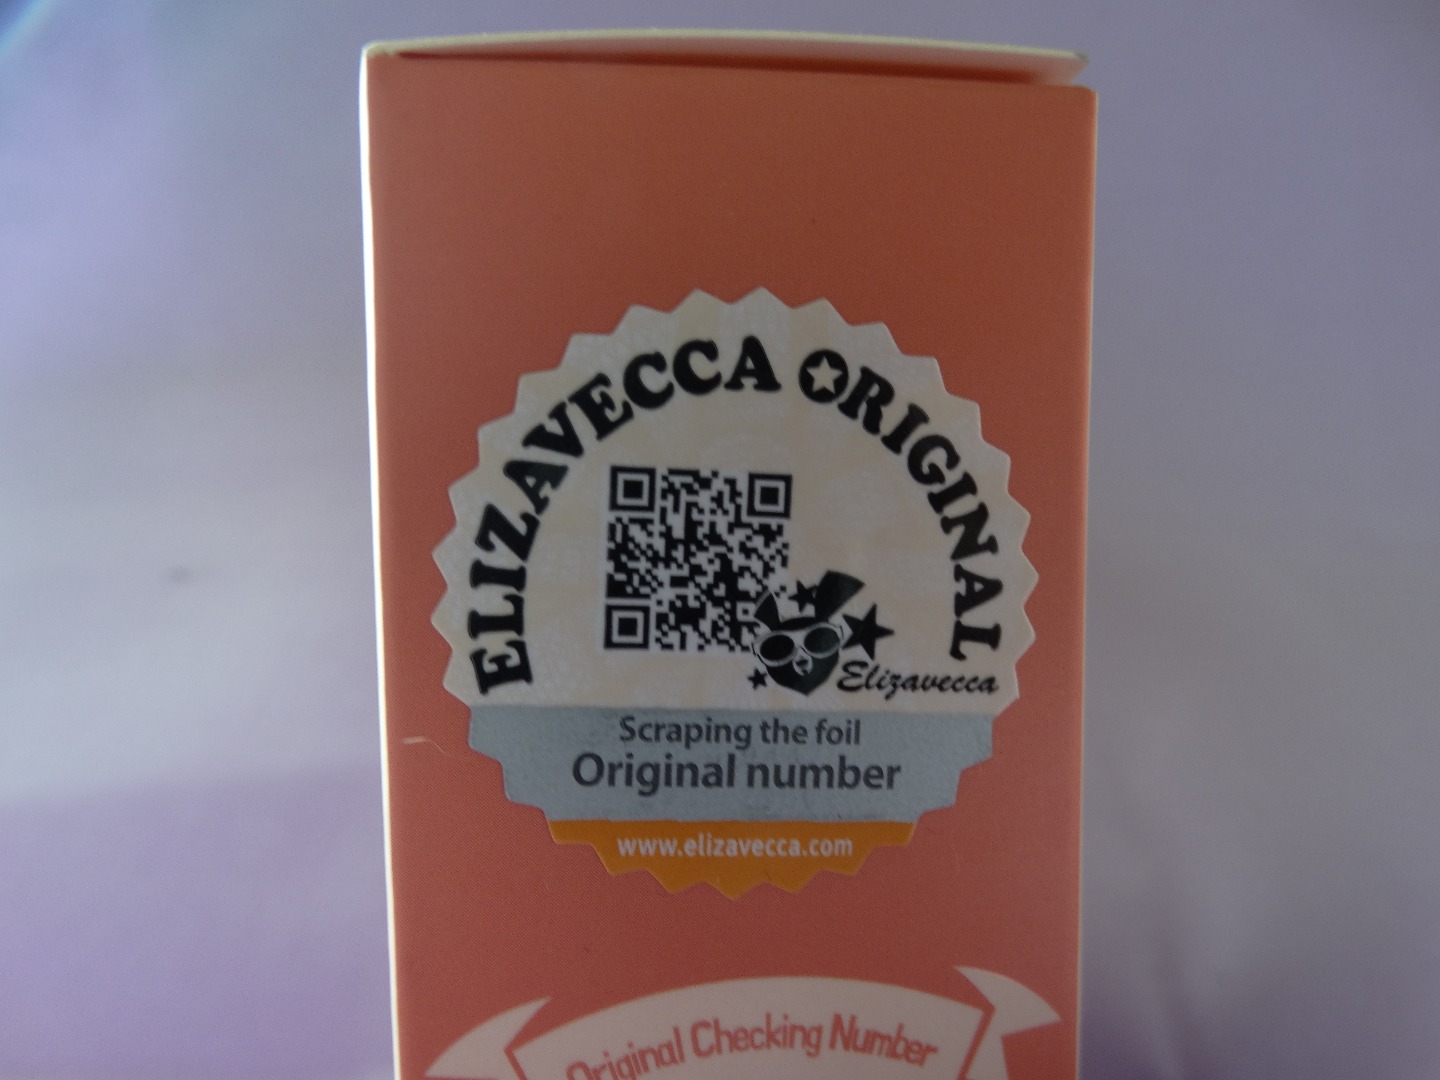 ELIZAVECCA ORIGINAL
Elizavecca
Scraping the foil
Original number
www.elizavecca.com
Original Checking Number